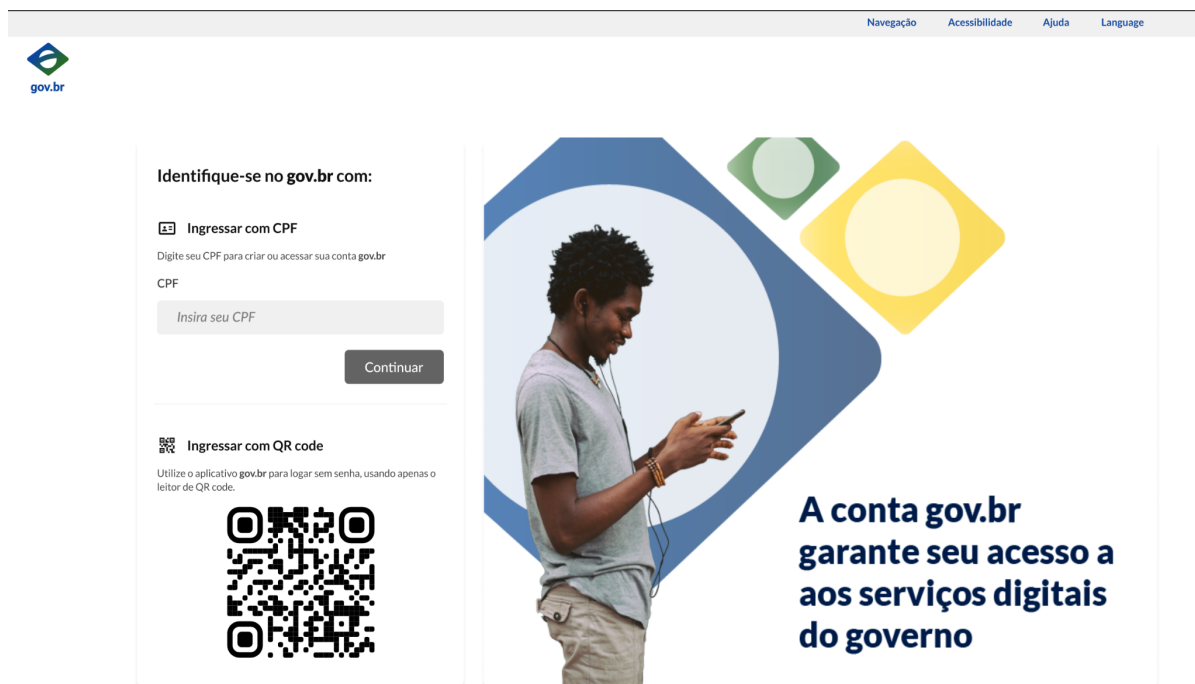 Navegação Acessibilidade Ajuda Language
gov.br
Identifique-se no gov.br com:
Ingressar com CPF
Digite seu CPF para criar ou acessar sua conta gov.br
CPF
Insira seu CPF
Continuar
Ingressar com QR code
Utilize o aplicativo gov.br para logar sem senha, usando apenas o
leitor de QR code.
A conta gov.br
garante seu acesso a
aos serviços digitais
do governo